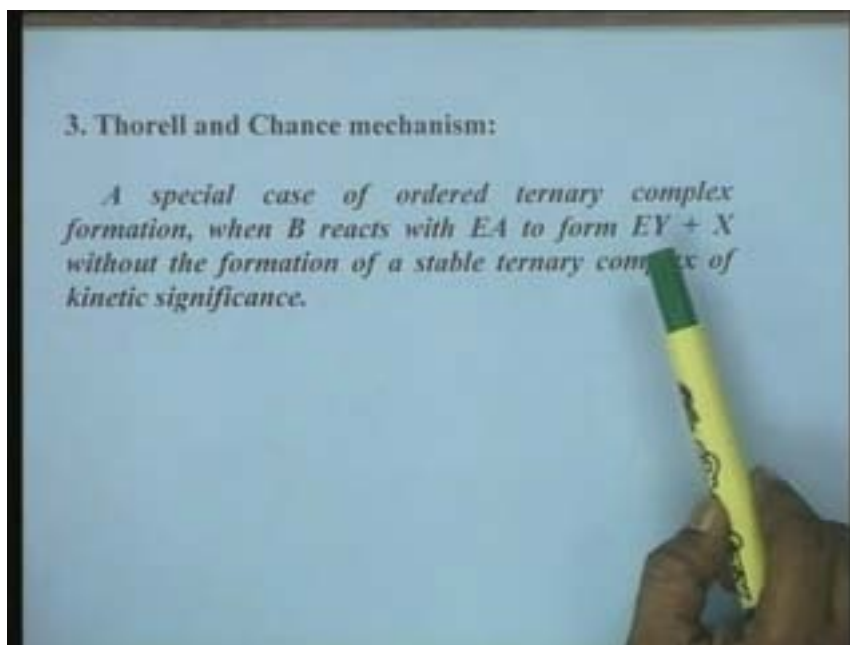 3. Thorell and Chance mechanism:
A special case of ordered ternary complex
formation, when B reacts with EA to form EY + X
without the formation of a stable ternary complex of
kinetic significance.